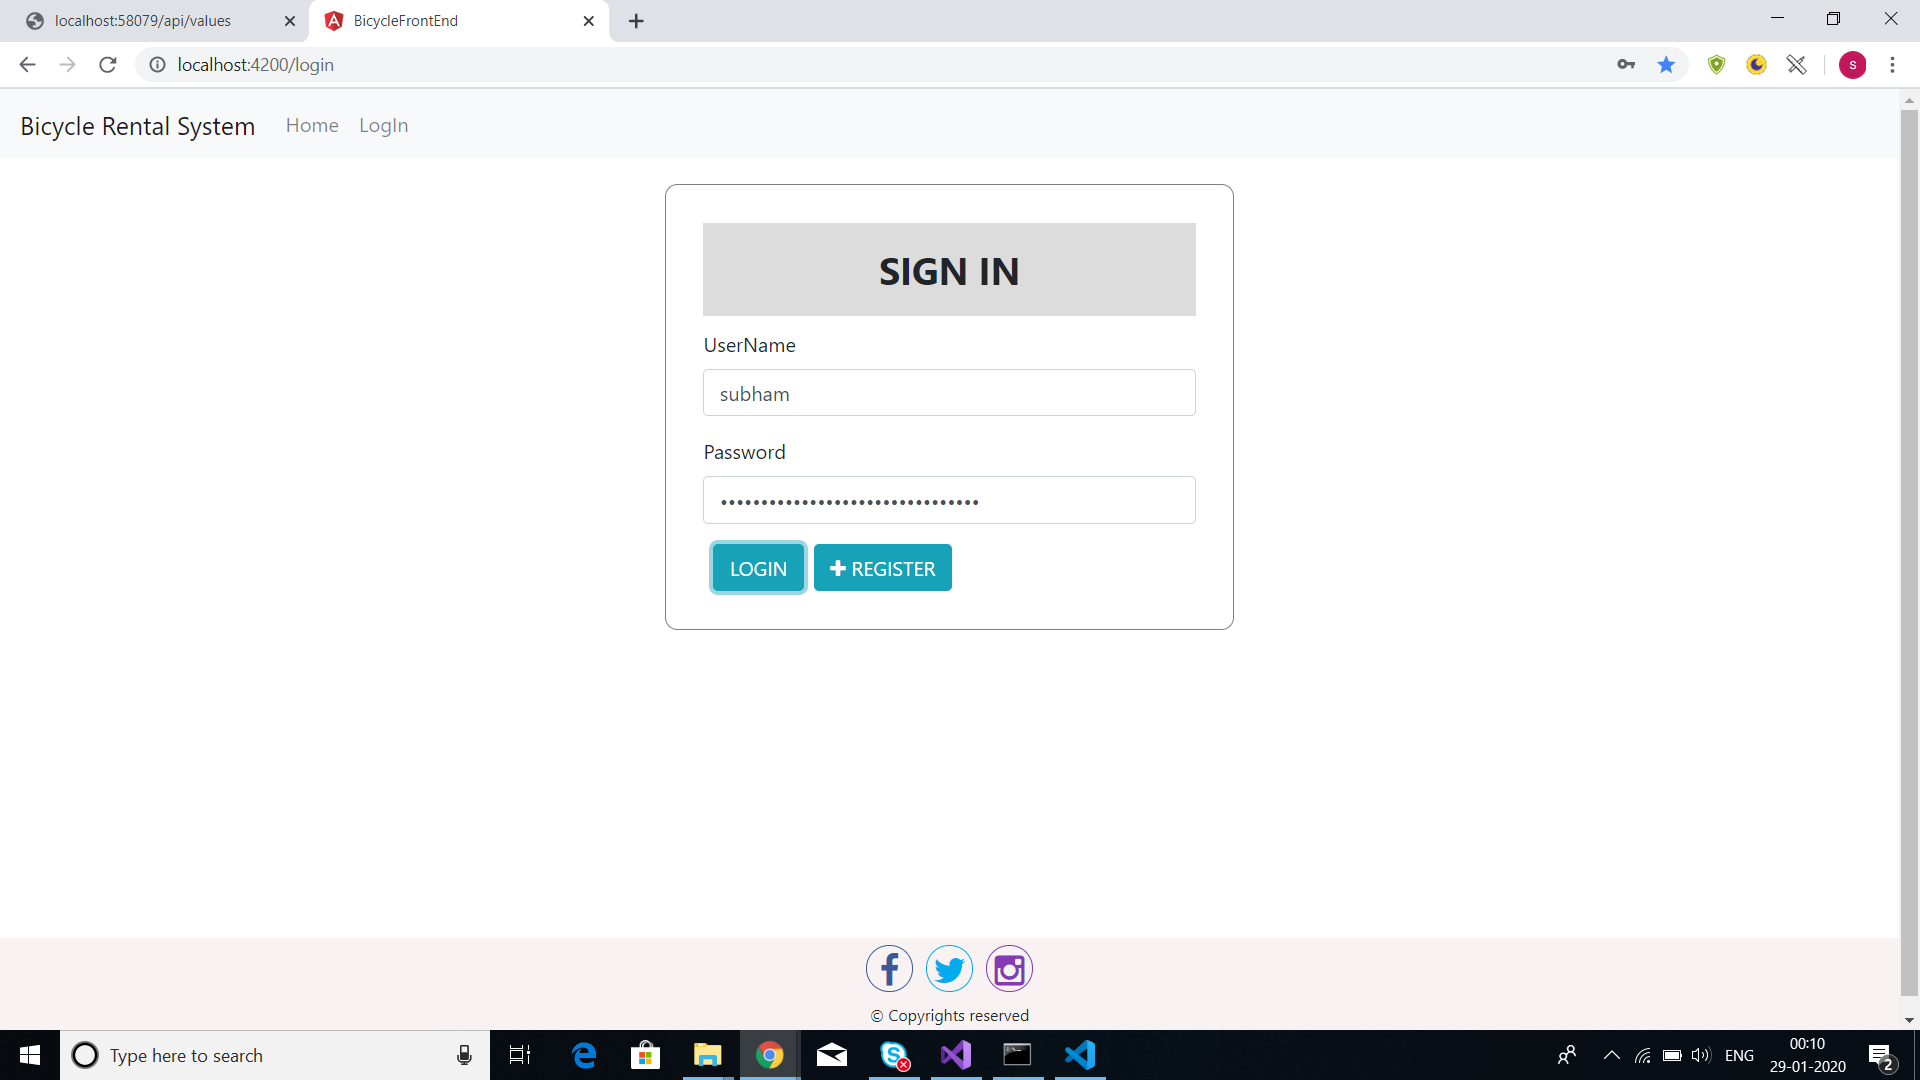 localhost:58079/api/values
BicycleFrontEnd
localhost:4200/login
s
Bicycle Rental System
Home
LogIn
SIGN IN
UserName
subham
Password
••••••••••••••••••••••••••••••••
LOGIN
REGISTER
© Copyrights reserved
Type here to search
ENG
00:10
29-01-2020
2